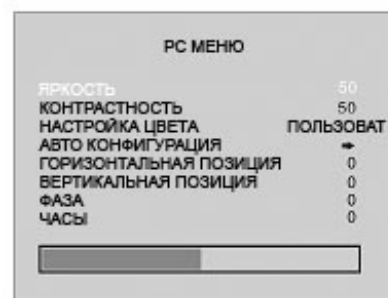 PC МЕНЮ
ЯРКОСТЬ 50
КОНТРАСТНОСТЬ 50
НАСТРОЙКА ЦВЕТА ПОЛЬЗОВАТ
АВТО КОНФИГУРАЦИЯ ➡
ГОРИЗОНТАЛЬНАЯ ПОЗИЦИЯ 0
ВЕРТИКАЛЬНАЯ ПОЗИЦИЯ 0
ФАЗА 0
ЧАСЫ 0